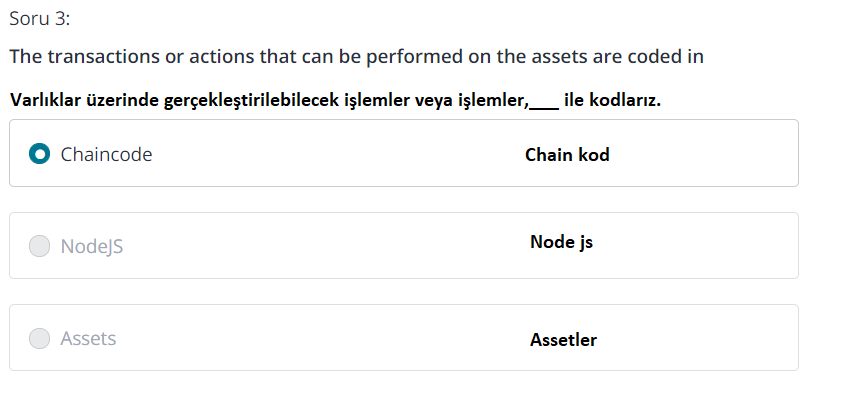 Soru 3:
The transactions or actions that can be performed on the assets are coded in
Varlıklar üzerinde gerçekleştirilebilecek işlemler veya işlemler,___ ile kodlarız.
Chaincode Chain kod
NodeJS Node js
Assets Assetler